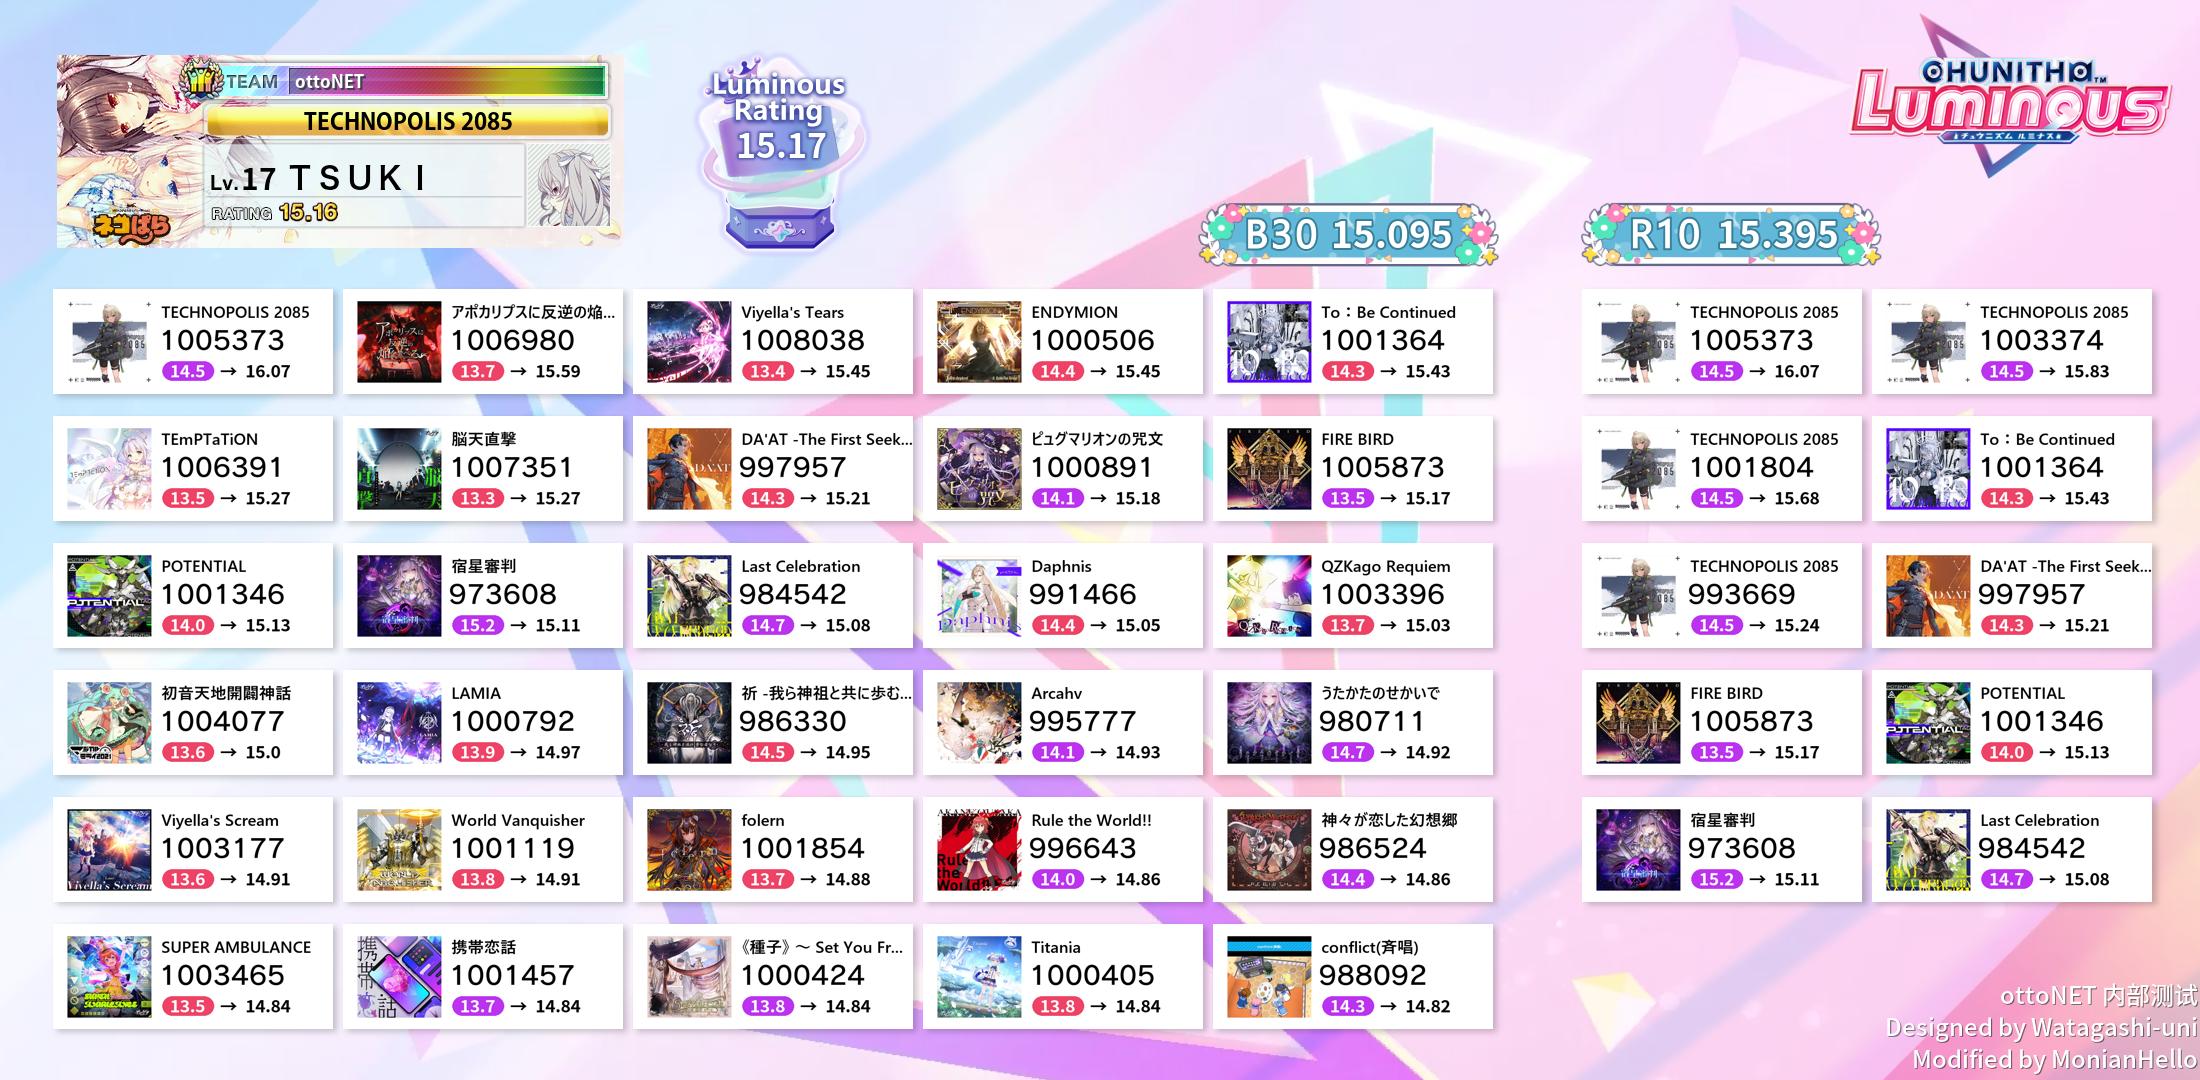 TEAM ottoNET
TECHNOPOLIS 2085
Lv.17 TSUKI
RATING 15.16
ネコぱら
Luminous
Rating
15.17
CHUNITHM TM
LUMINOUS
チュウニズム ルミナス
B30 15.095
R10 15.395
TECHNOPOLIS 2085
1005373
14.5 → 16.07
アポカリプスに反逆の焔...
1006980
13.7 → 15.59
Viyella's Tears
1008038
13.4 → 15.45
ENDYMION
1000506
14.4 → 15.45
To：Be Continued
1001364
14.3 → 15.43
TEmPTaTiON
1006391
13.5 → 15.27
脳天直撃
1007351
13.3 → 15.27
DA'AT -The First Seek...
997957
14.3 → 15.21
ピュグマリオンの咒文
1000891
14.1 → 15.18
FIRE BIRD
1005873
13.5 → 15.17
POTENTIAL
1001346
14.0 → 15.13
宿星審判
973608
15.2 → 15.11
Last Celebration
984542
14.7 → 15.08
Daphnis
991466
14.4 → 15.05
QZKago Requiem
1003396
13.7 → 15.03
初音天地開闢神話
1004077
13.6 → 15.0
LAMIA
1000792
13.9 → 14.97
祈 -我ら神祖と共に歩む...
986330
14.5 → 14.95
Arcahv
995777
14.1 → 14.93
うたかたのせかいで
980711
14.7 → 14.92
Viyella's Scream
1003177
13.6 → 14.91
World Vanquisher
1001119
13.8 → 14.91
folern
1001854
13.7 → 14.88
Rule the World!!
996643
14.0 → 14.86
神々が恋した幻想郷
986524
14.4 → 14.86
SUPER AMBULANCE
1003465
13.5 → 14.84
携帯恋話
1001457
13.7 → 14.84
《種子》～ Set You Fr...
1000424
13.8 → 14.84
Titania
1000405
13.8 → 14.84
conflict(斉唱)
988092
14.3 → 14.82
TECHNOPOLIS 2085
1005373
14.5 → 16.07
TECHNOPOLIS 2085
1003374
14.5 → 15.83
TECHNOPOLIS 2085
1001804
14.5 → 15.68
To：Be Continued
1001364
14.3 → 15.43
TECHNOPOLIS 2085
993669
14.5 → 15.24
DA'AT -The First Seek...
997957
14.3 → 15.21
FIRE BIRD
1005873
13.5 → 15.17
POTENTIAL
1001346
14.0 → 15.13
宿星審判
973608
15.2 → 15.11
Last Celebration
984542
14.7 → 15.08
ottoNET 内部测试
Designed by Watagashi-uni
Modified by MonianHello